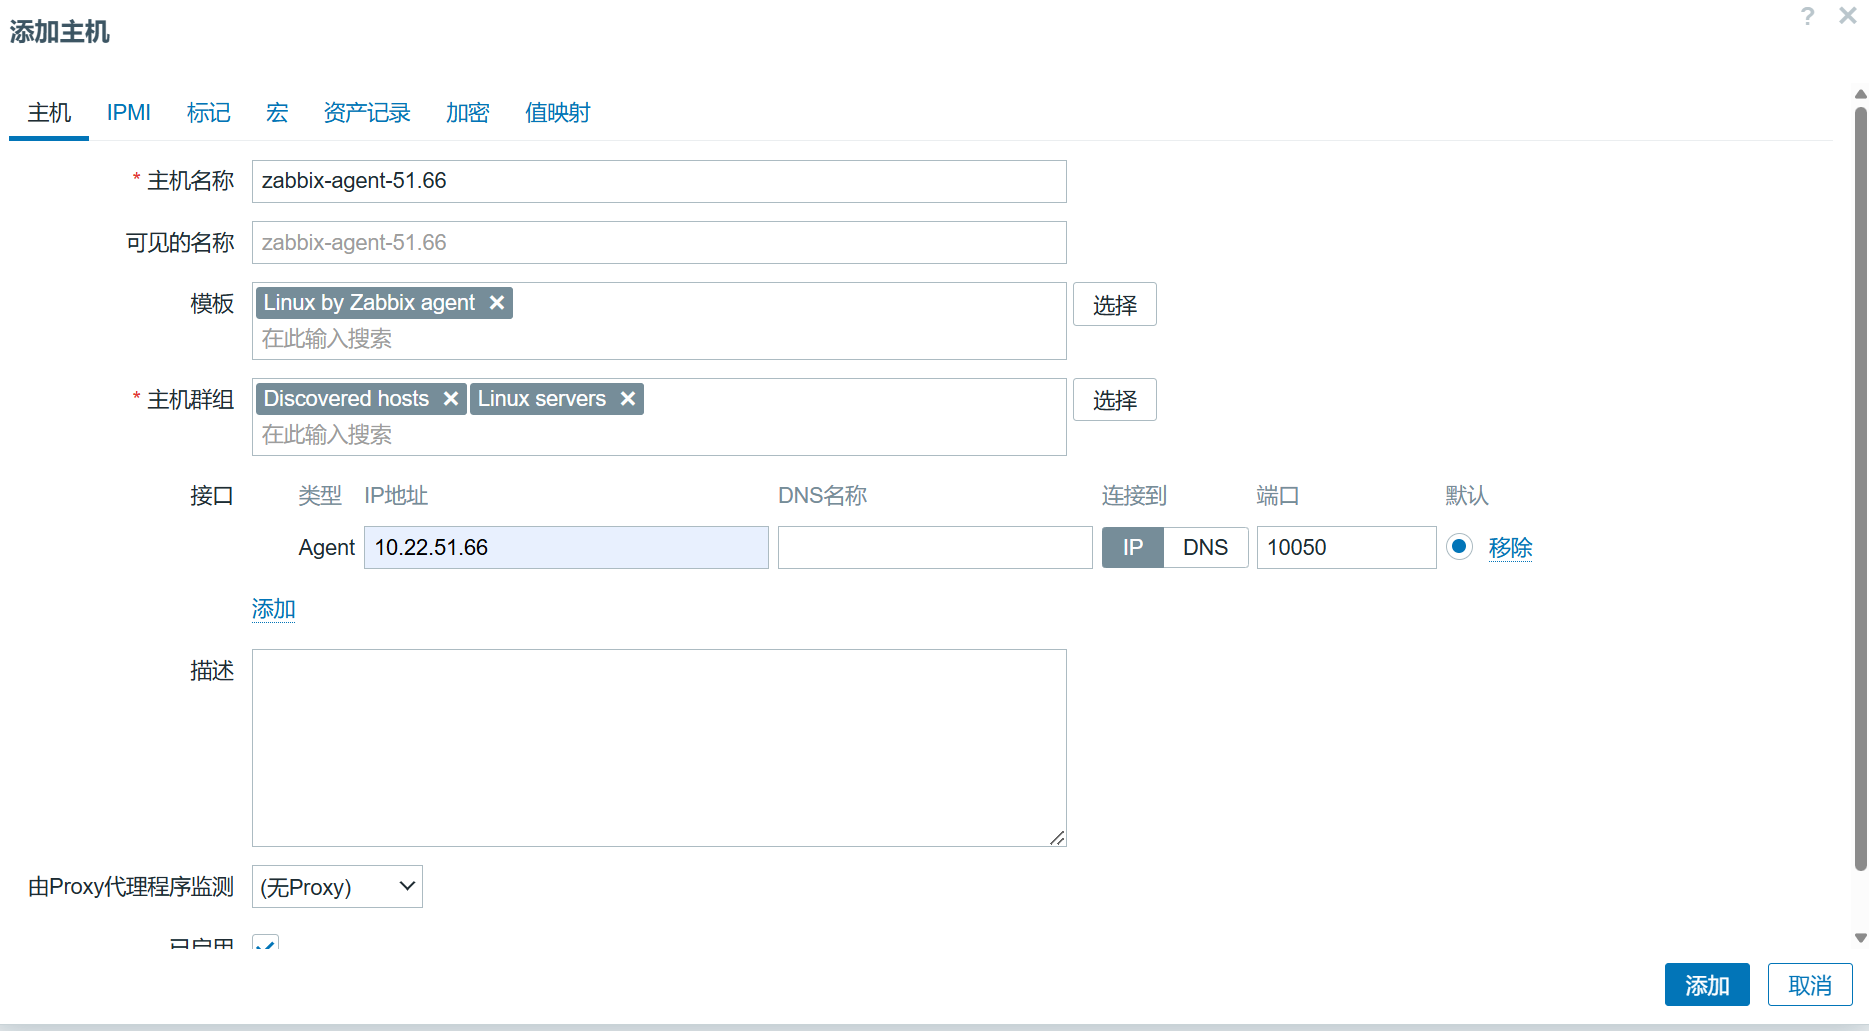 添加主机
? ×
主机 IPMI 标记 宏 资产记录 加密 值映射
* 主机名称 zabbix-agent-51.66
可见的名称 zabbix-agent-51.66
模板 Linux by Zabbix agent × 选择
在此输入搜索
* 主机群组 Discovered hosts × Linux servers × 选择
在此输入搜索
接口 类型 IP地址 DNS名称 连接到 端口 默认
Agent 10.22.51.66 IP DNS 10050 移除
添加
描述
由Proxy代理程序监测 (无Proxy)
已启用
添加 取消